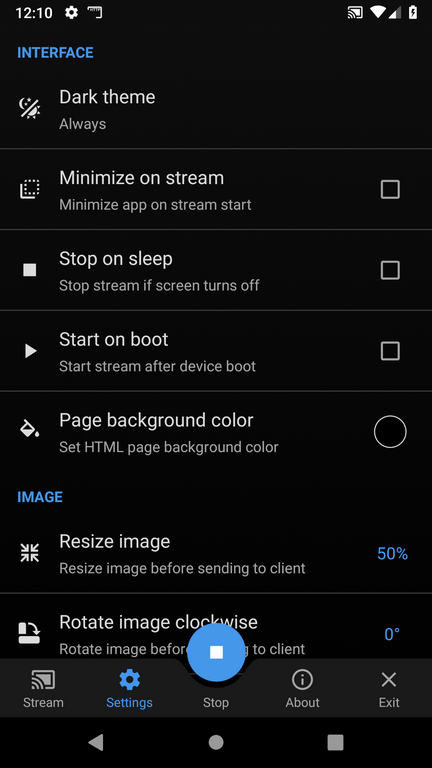 12:10
INTERFACE
Dark theme
Always
Minimize on stream
Minimize app on stream start
Stop on sleep
Stop stream if screen turns off
Start on boot
Start stream after device boot
Page background color
Set HTML page background color
IMAGE
Resize image
Resize image before sending to client
50%
Rotate image clockwise
Rotate image to client
0°
Stream
Settings
Stop
About
Exit